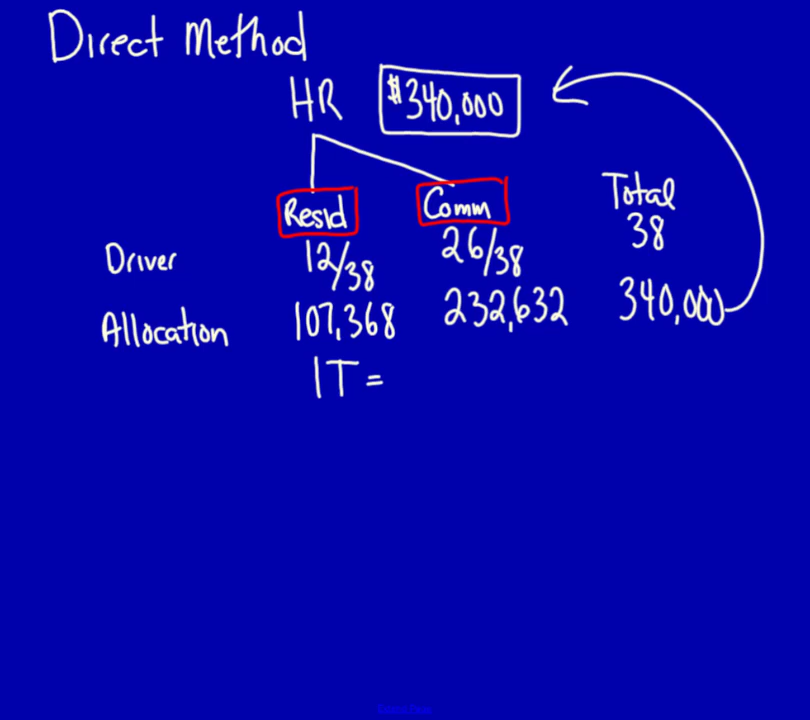 Direct Method
HR $340,000
Resid Comm Total
38
Driver 12/38 26/38
Allocation 107,368 232,632 340,000
IT =